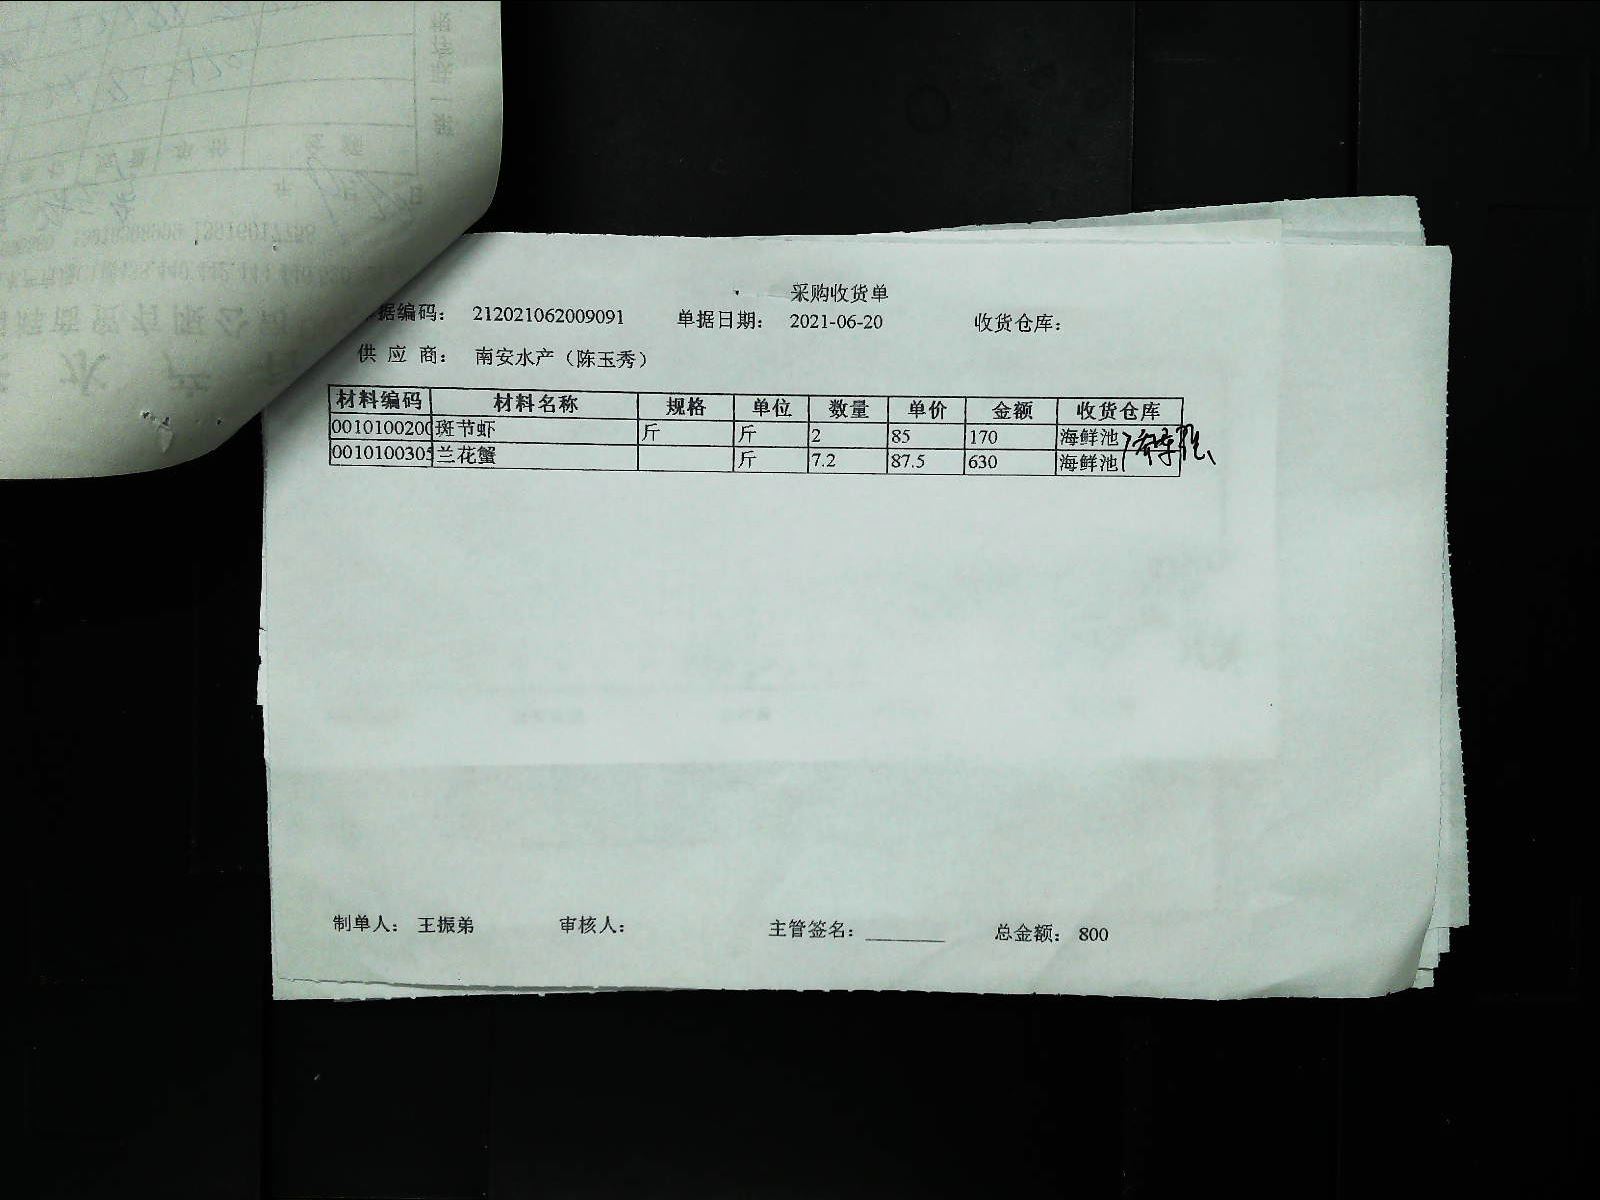 采购收货单
据编码: 212021062009091 单据日期: 2021-06-20 收货仓库:
供 应 商: 南安水产（陈玉秀）
材料编码 材料名称 规格 单位 数量 单价 金额 收货仓库
0010100200 斑节虾 斤 斤 2 85 170 海鲜池
001010030 兰花蟹 斤 7.2 87.5 630 海鲜池
制单人: 王振弟 审核人: 主管签名: 总金额: 800